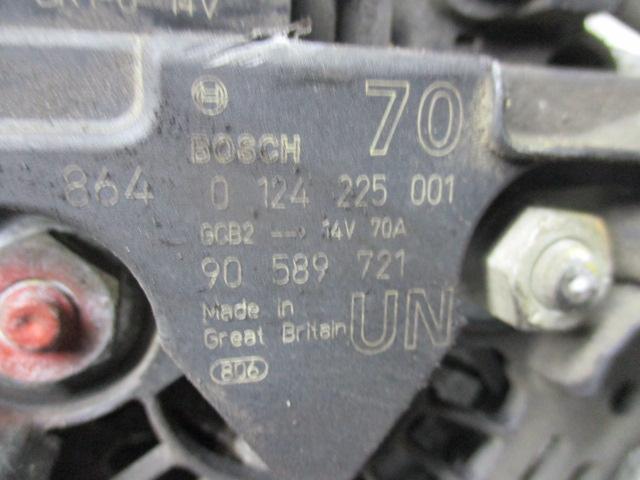 14V
70
BOSCH
864 0 124 225 001
GCB2 --> 14V 70A
90 589 721
Made in
Great Britain UN
806